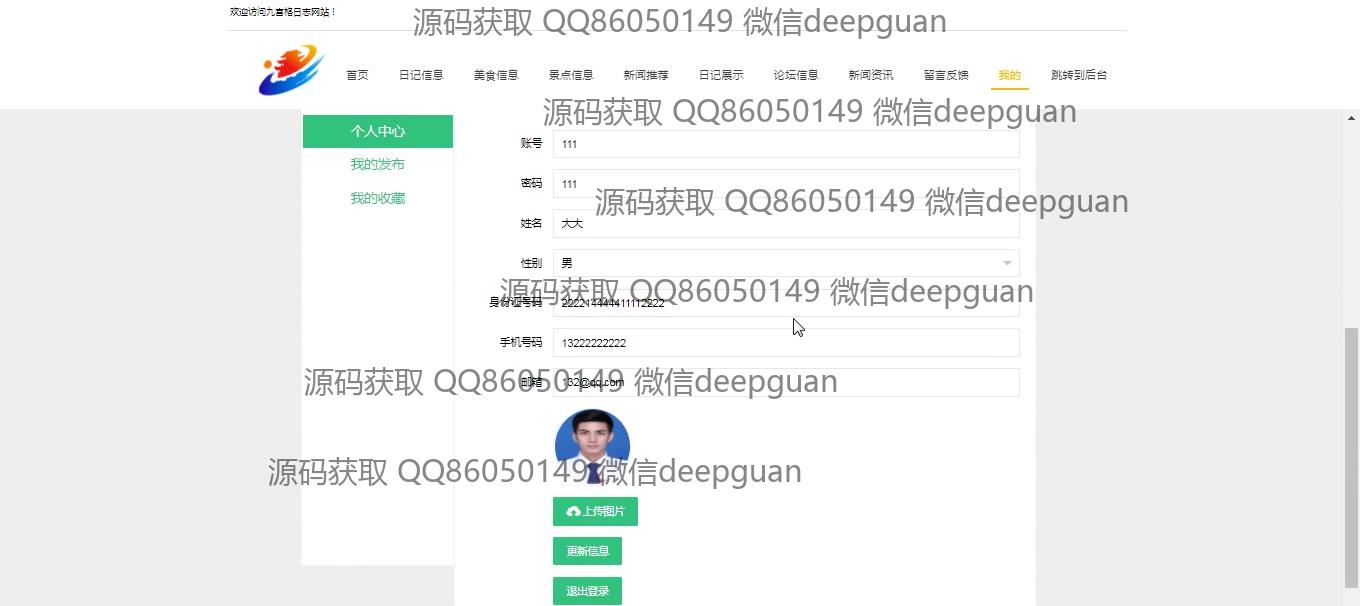 欢迎访问九宫格日志网站！
源码获取 QQ86050149 微信deepguan
首页 日记信息 美食信息 景点信息 新闻推荐 日记展示 论坛信息 新闻资讯 留言反馈 我的 跳转到后台
源码获取 QQ86050149 微信deepguan
个人中心
我的发布
我的收藏
账号 111
密码 111
源码获取 QQ86050149 微信deepguan
姓名 大大
性别 男
源码获取 QQ86050149 微信deepguan
身份证号码 222214444411112222
手机号码 13222222222
源码获取 QQ86050149 微信deepguan
邮箱 132@qq.com
源码获取 QQ86050149 微信deepguan
上传图片
更新信息
退出登录